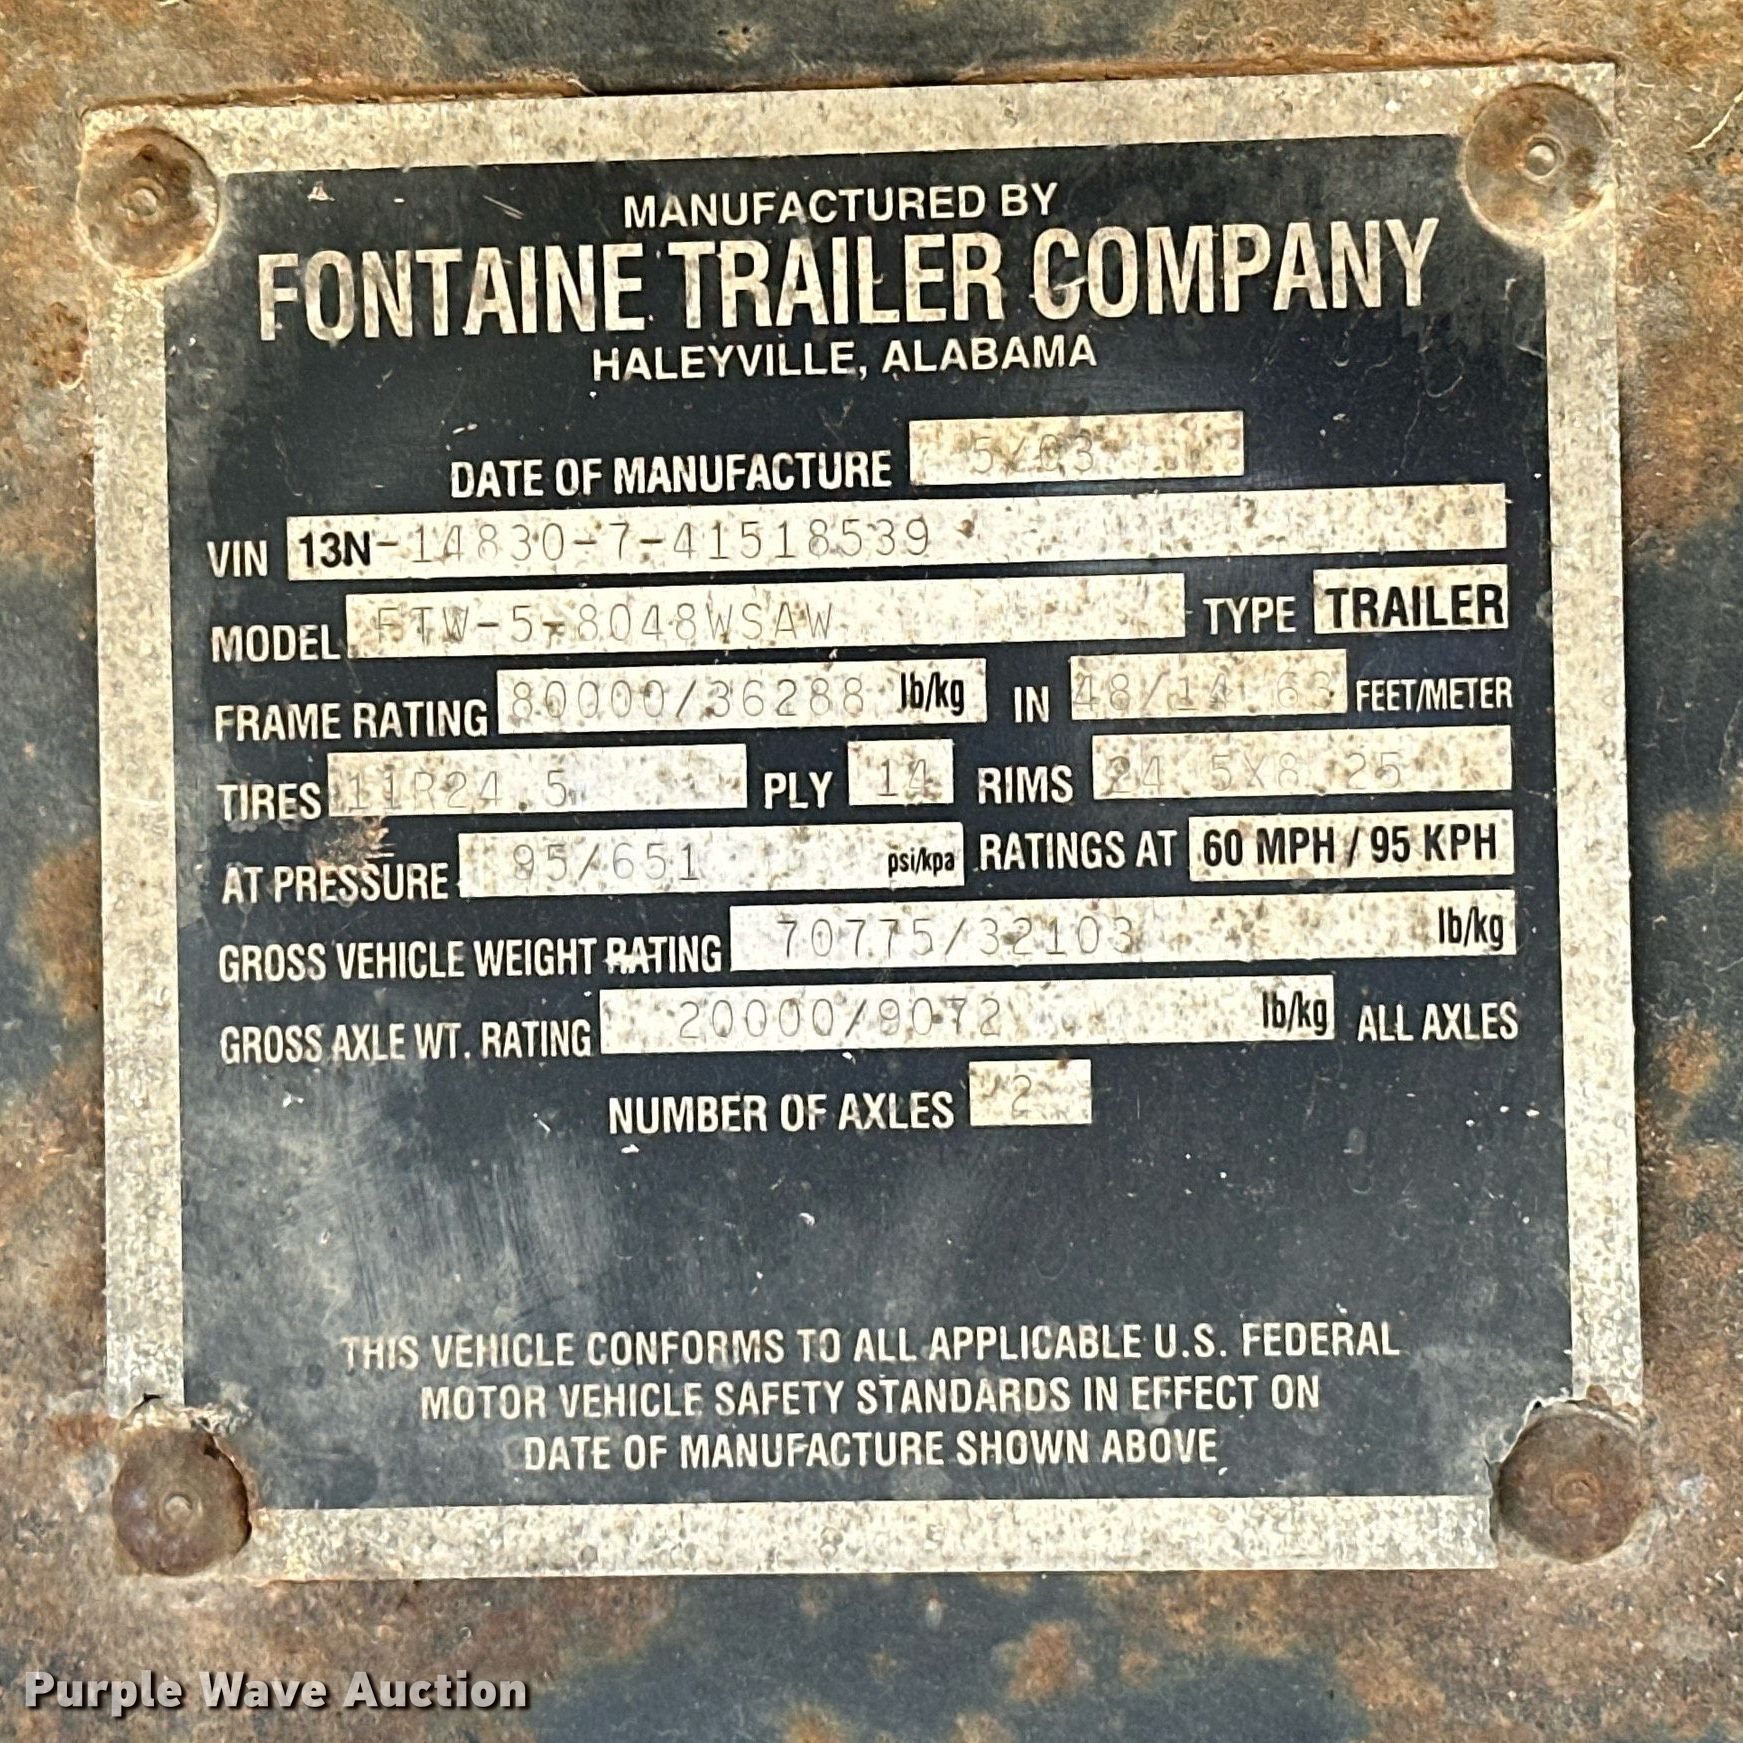 MANUFACTURED BY
FONTAINE TRAILER COMPANY
HALEYVILLE, ALABAMA
DATE OF MANUFACTURE 5/03
VIN 13N-14830-7-41518539
MODEL FTW-5-8048WSAW TYPE TRAILER
FRAME RATING 80000/36288 lb/kg IN 48/14.63 FEET/METER
TIRES 11R24.5 PLY 14 RIMS 24.5X8.25
AT PRESSURE 95/651 psi/kpa RATINGS AT 60 MPH / 95 KPH
GROSS VEHICLE WEIGHT RATING 70775/32103 lb/kg
GROSS AXLE WT. RATING 20000/9072 lb/kg ALL AXLES
NUMBER OF AXLES 2
THIS VEHICLE CONFORMS TO ALL APPLICABLE U.S. FEDERAL
MOTOR VEHICLE SAFETY STANDARDS IN EFFECT ON
DATE OF MANUFACTURE SHOWN ABOVE
Purple Wave Auction